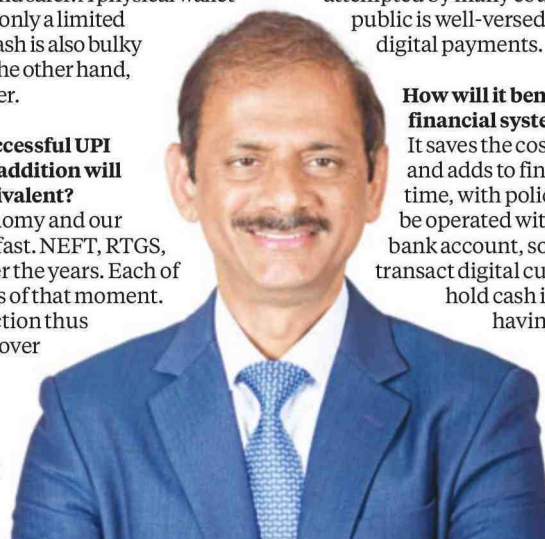 only a limited
ash is also bulky
he other hand,
er.
ccessful UPI
addition will
ivalent?
nomy and our
fast. NEFT, RTGS,
er the years. Each of
s of that moment.
ction thus
over
public is well-versed
digital payments.
How will it ben
financial syste
It saves the cos
and adds to fin
time, with polic
be operated with
bank account, so
transact digital cu
hold cash i
havin